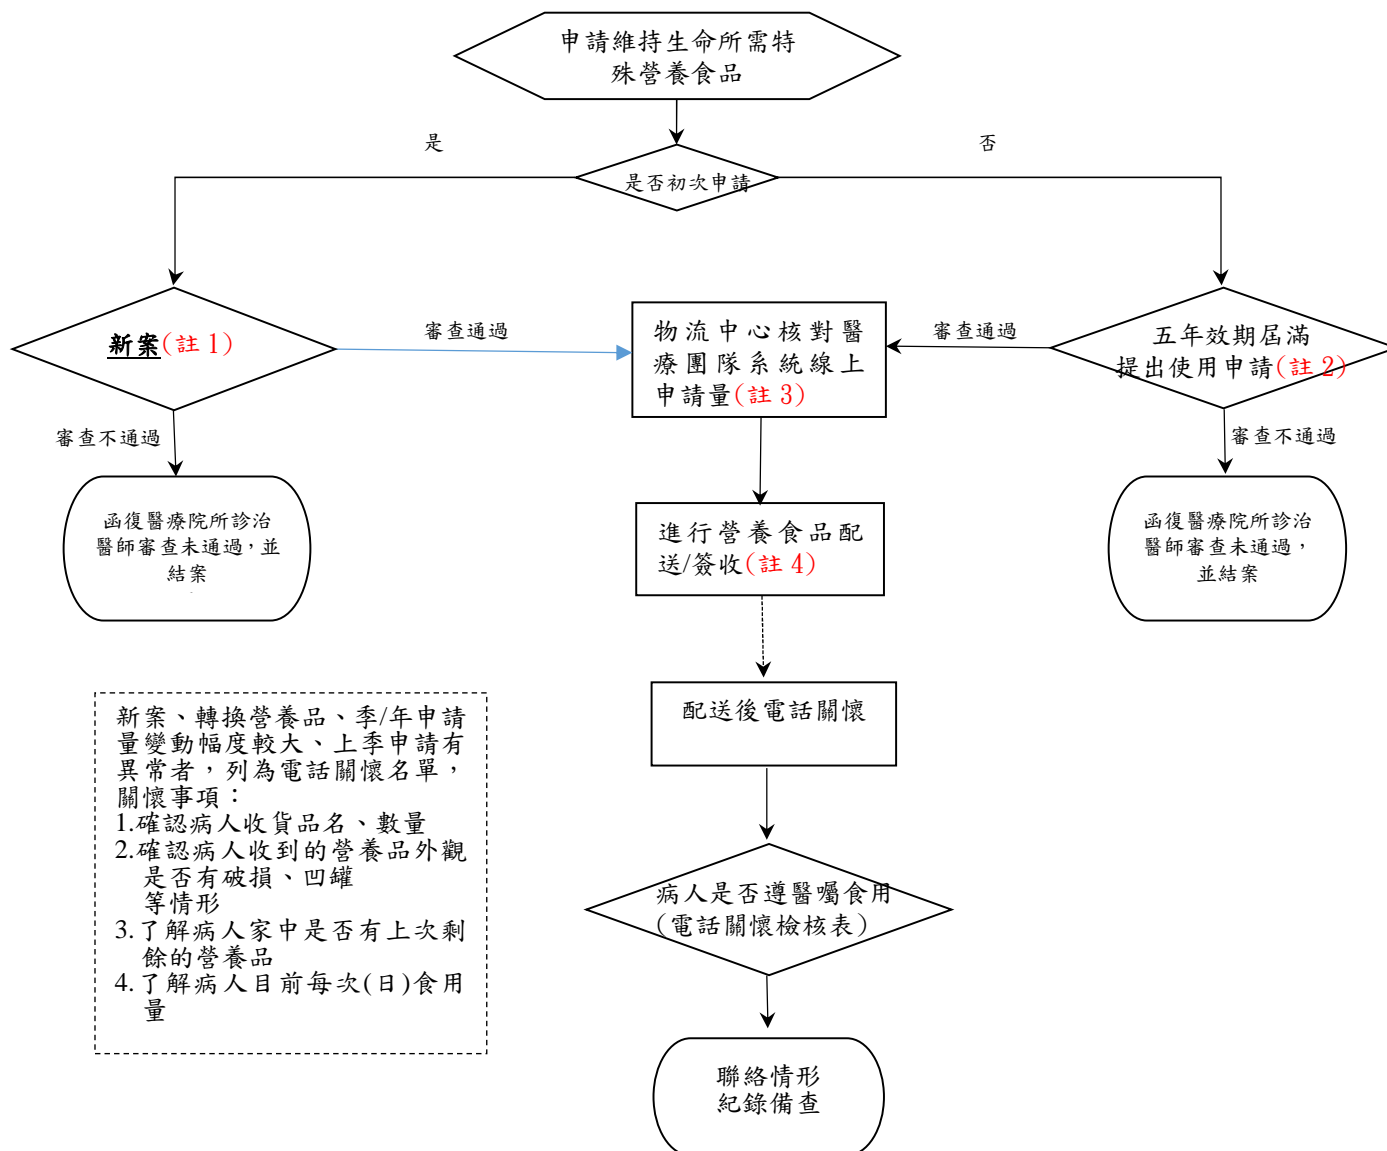 申請維持生命所需特
殊營養食品
是
否
是否初次申請
新案(註 1)
審查通過
物流中心核對醫
療團隊系統線上
申請量(註 3)
審查通過
五年效期屆滿
提出使用申請(註 2)
審查不通過
審查不通過
函復醫療院所診治
醫師審查未通過，並
結案
進行營養食品配
送/簽收(註 4)
函復醫療院所診治
醫師審查未通過，
並結案
配送後電話關懷
新案、轉換營養品、季/年申請
量變動幅度較大、上季申請有
異常者，列為電話關懷名單，
關懷事項：
1.確認病人收貨品名、數量
2.確認病人收到的營養品外觀
是否有破損、凹罐
等情形
3.了解病人家中是否有上次剩
餘的營養品
4.了解病人目前每次(日)食用
量
病人是否遵醫囑食用
(電話關懷檢核表)
聯絡情形
紀錄備查